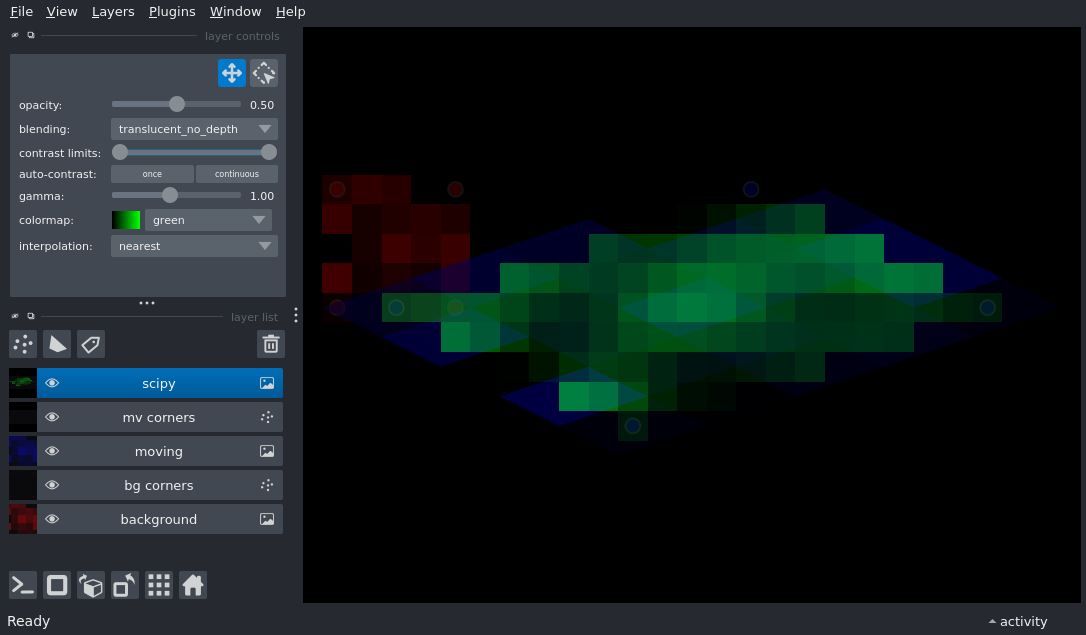 File View Layers Plugins Window Help
layer controls
opacity: 0.50
blending: translucent_no_depth
contrast limits:
auto-contrast: once continuous
gamma: 1.00
colormap: green
interpolation: nearest
layer list
scipy
mv corners
moving
bg corners
background
Ready
activity